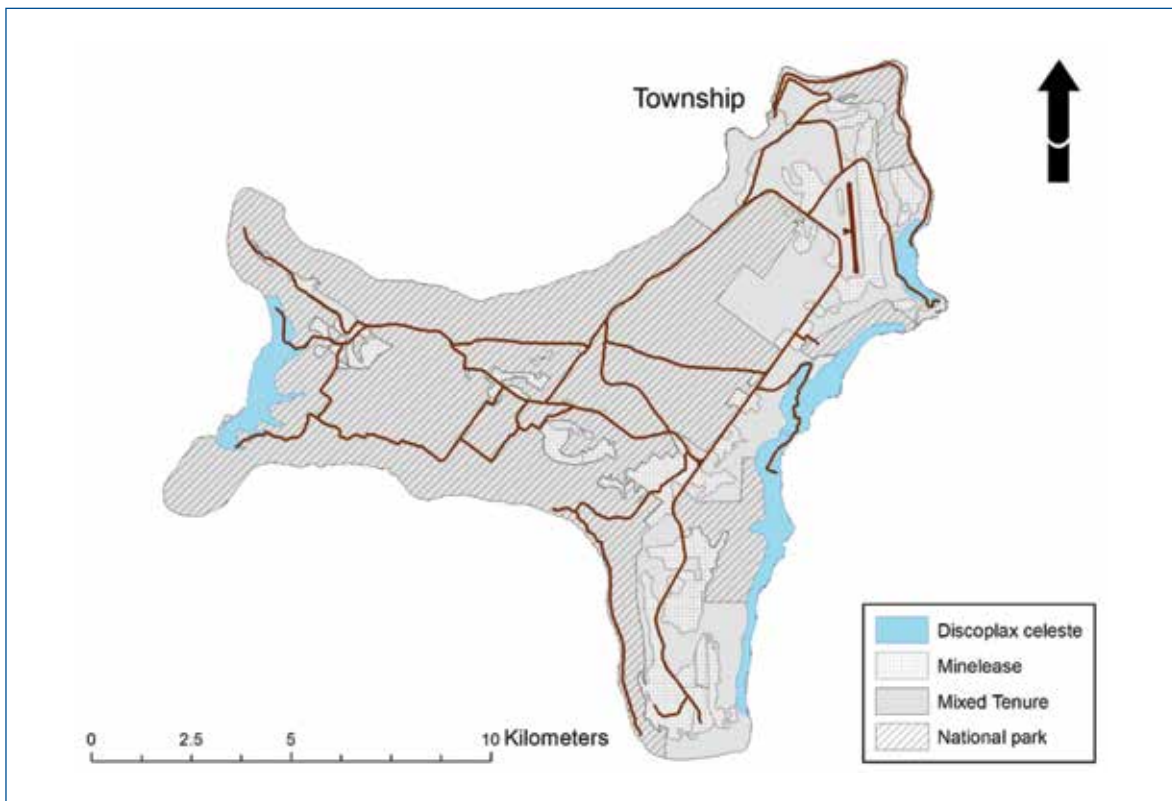 Township
Discoplax celeste
Minelease
Mixed Tenure
National park
0 2.5 5 10 Kilometers